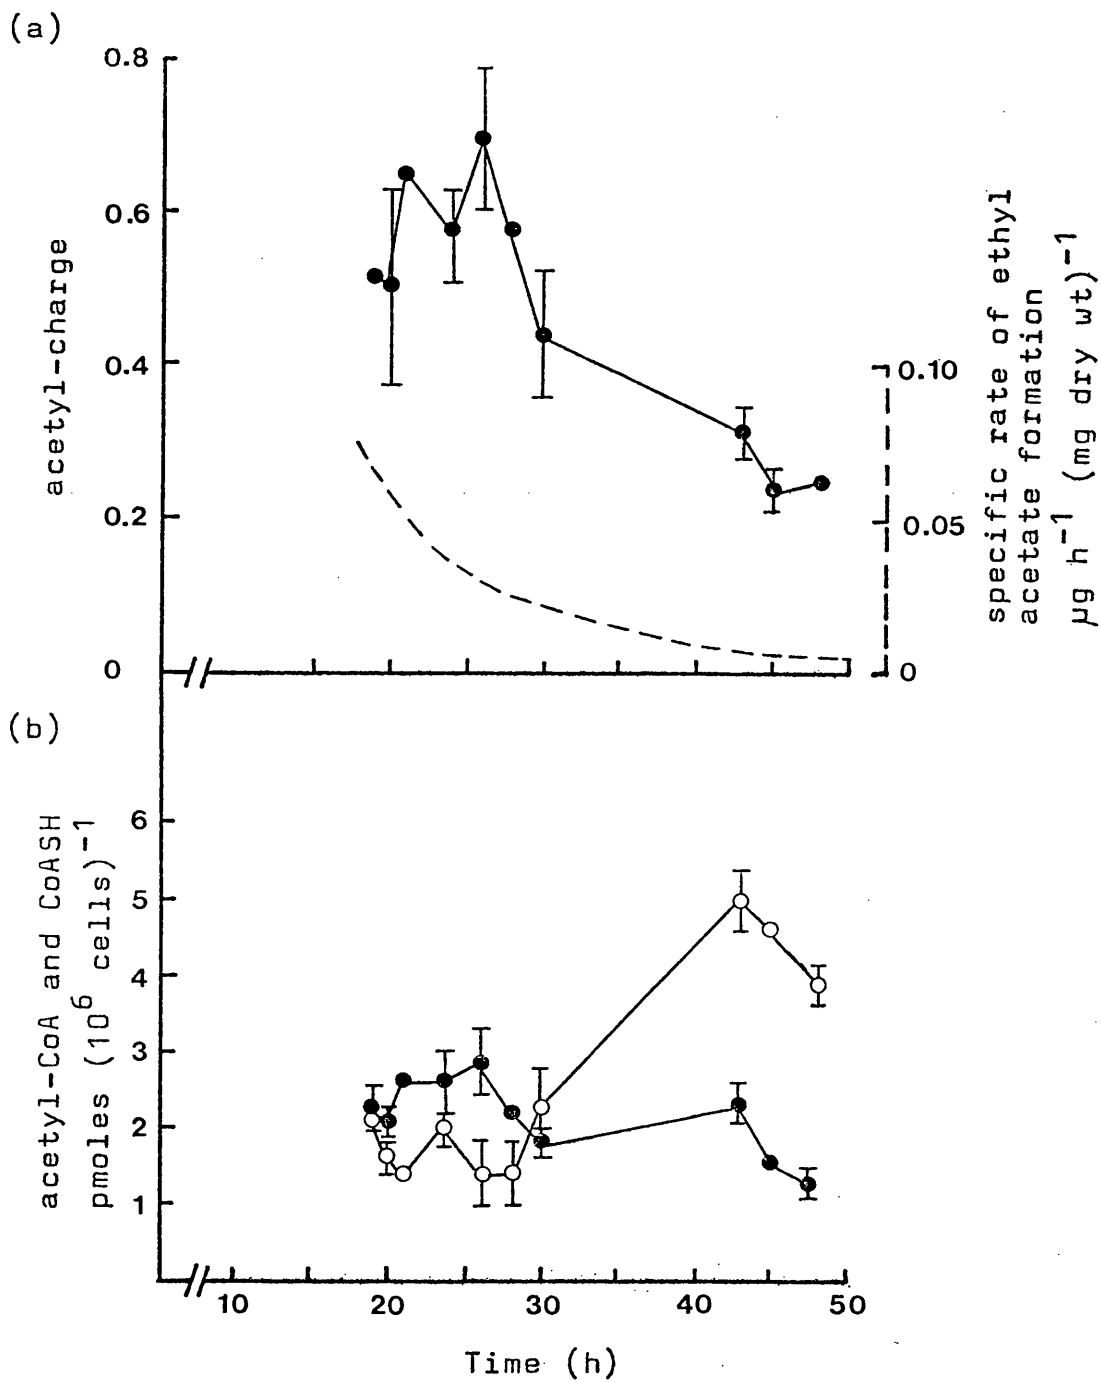 (a)
0.8
0.6
0.4
0.2
0
acetyl-charge
0.10
0.05
0
specific rate of ethyl
acetate formation
µg h⁻¹ (mg dry wt)⁻¹
(b)
6
5
4
3
2
1
acetyl-CoA and CoASH
pmoles (10⁶ cells)⁻¹
10 20 30 40 50
Time (h)